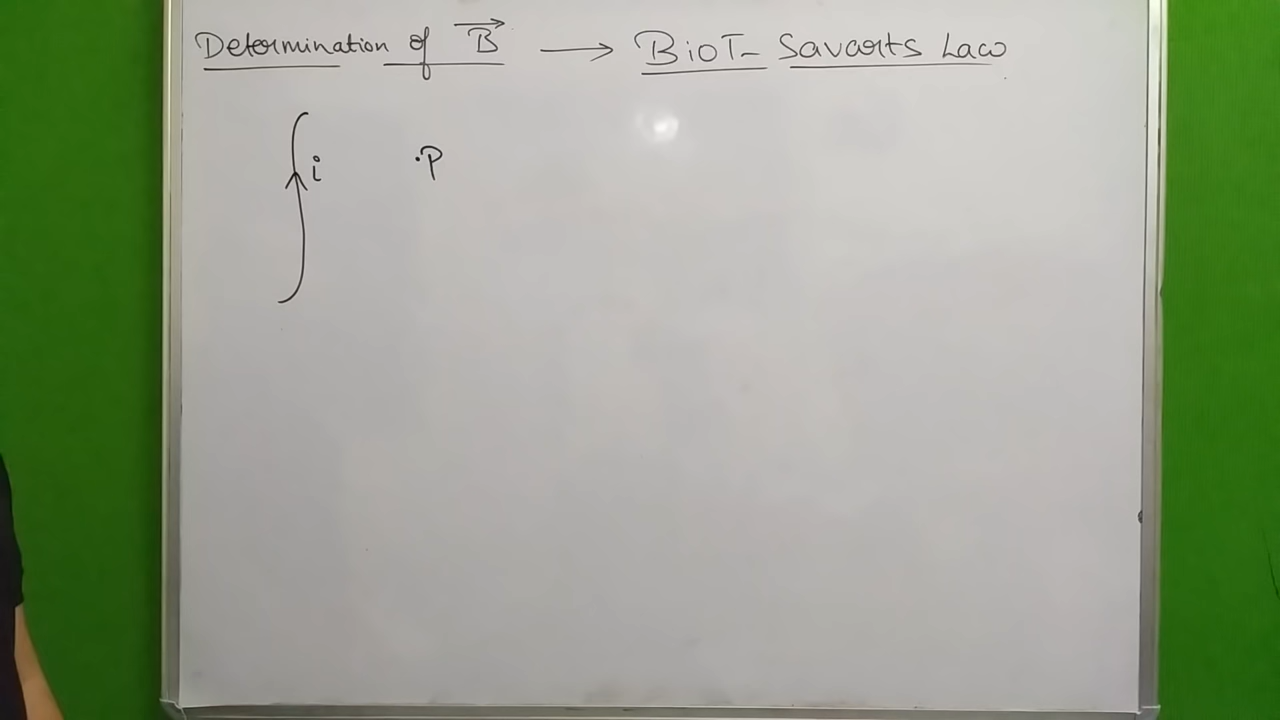 Determination of B⃗ ⟶ BioT- Savarts Law
i .P